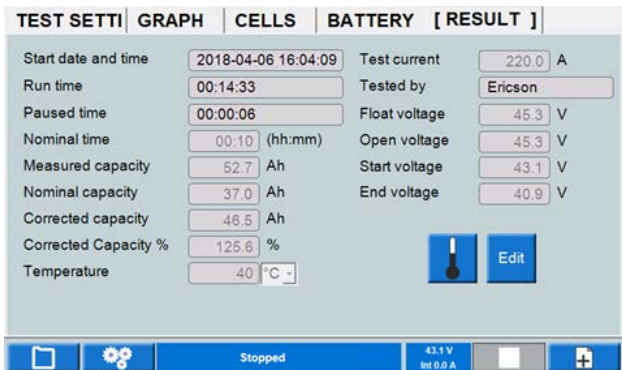 TEST SETTI GRAPH CELLS BATTERY [ RESULT ]
Start date and time 2018-04-06 16:04:09 Test current 220.0 A
Run time 00:14:33 Tested by Ericson
Paused time 00:00:06 Float voltage 45.3 V
Nominal time 00:10 (hh:mm) Open voltage 45.3 V
Measured capacity 52.7 Ah Start voltage 43.1 V
Nominal capacity 37.0 Ah End voltage 40.9 V
Corrected capacity 46.5 Ah
Corrected Capacity % 125.6 %
Edit
Temperature 40 °C
Stopped 43.1 V
Int 0.0 A